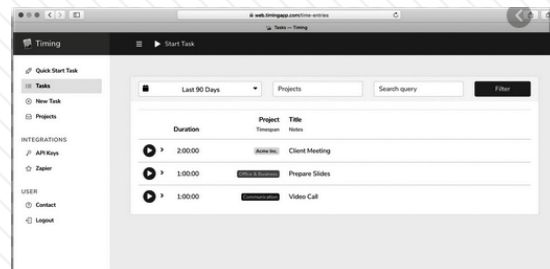 web.timingapp.com/time-entries
Tasks — Timing
Timing
Start Task
Quick Start Task
Tasks
New Task
Projects
INTEGRATIONS
API Keys
Zapier
USER
Contact
Logout
Last 90 Days
Projects
Search query
Filter
Duration
Project
Timespan
Title
Notes
2:00:00 Acme Inc. Client Meeting
1:00:00 Office & Business Prepare Slides
1:00:00 Communication Video Call